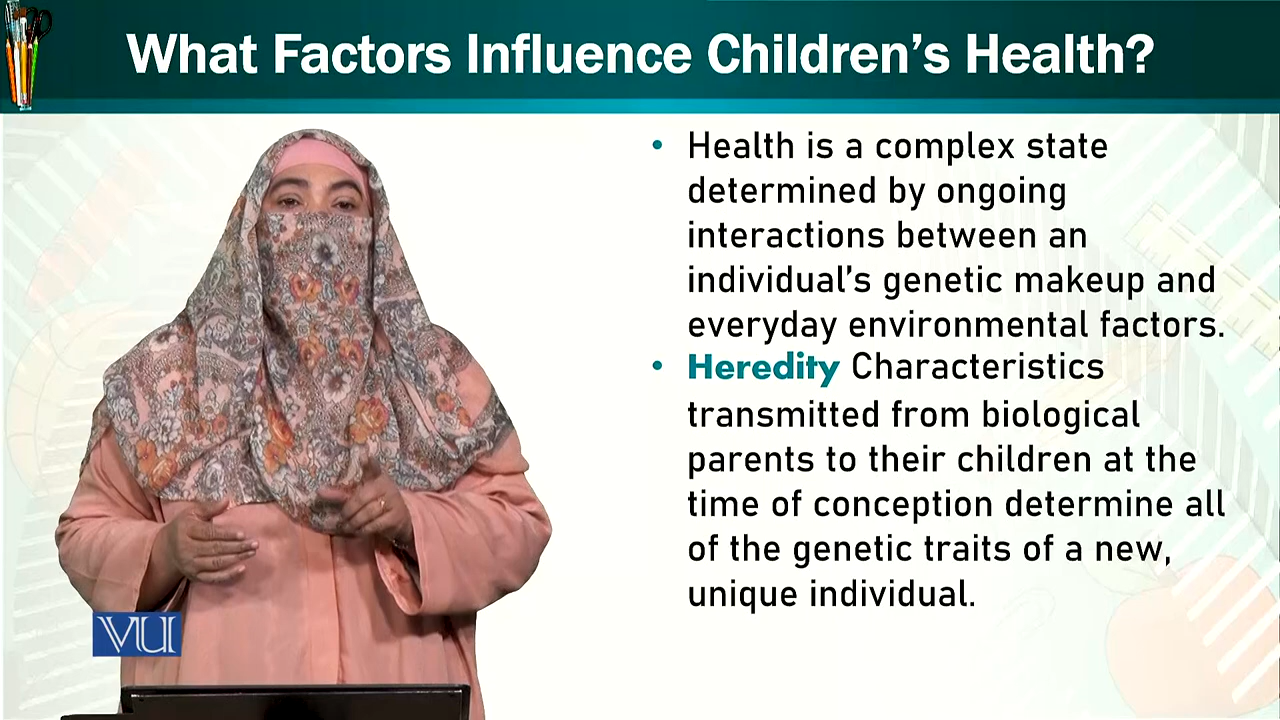 What Factors Influence Children's Health?
• Health is a complex state
determined by ongoing
interactions between an
individual's genetic makeup and
everyday environmental factors.
• Heredity Characteristics
transmitted from biological
parents to their children at the
time of conception determine all
of the genetic traits of a new,
unique individual.
VU